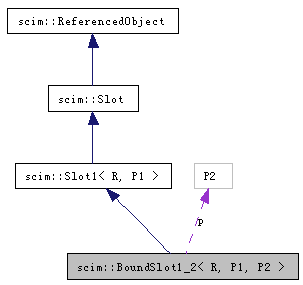 scim::ReferencedObject
scim::Slot
scim::Slot1< R, P1 >
P2
/p
scim::BoundSlot1_2< R, P1, P2 >